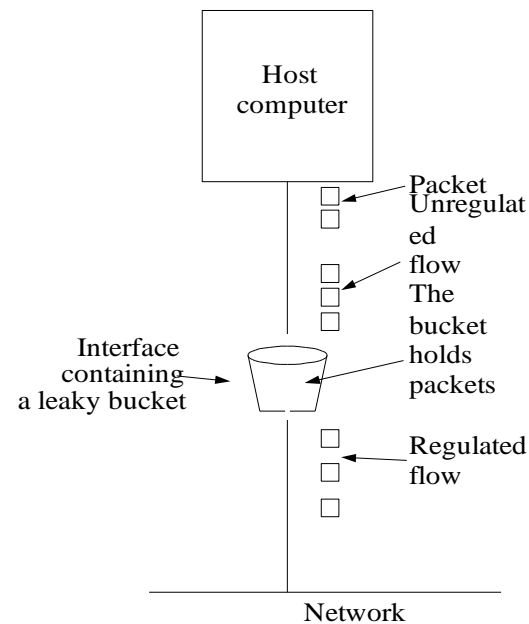 Host
computer
Packet
Unregulat
ed
flow
The
bucket
holds
packets
Interface
containing
a leaky bucket
Regulated
flow
Network